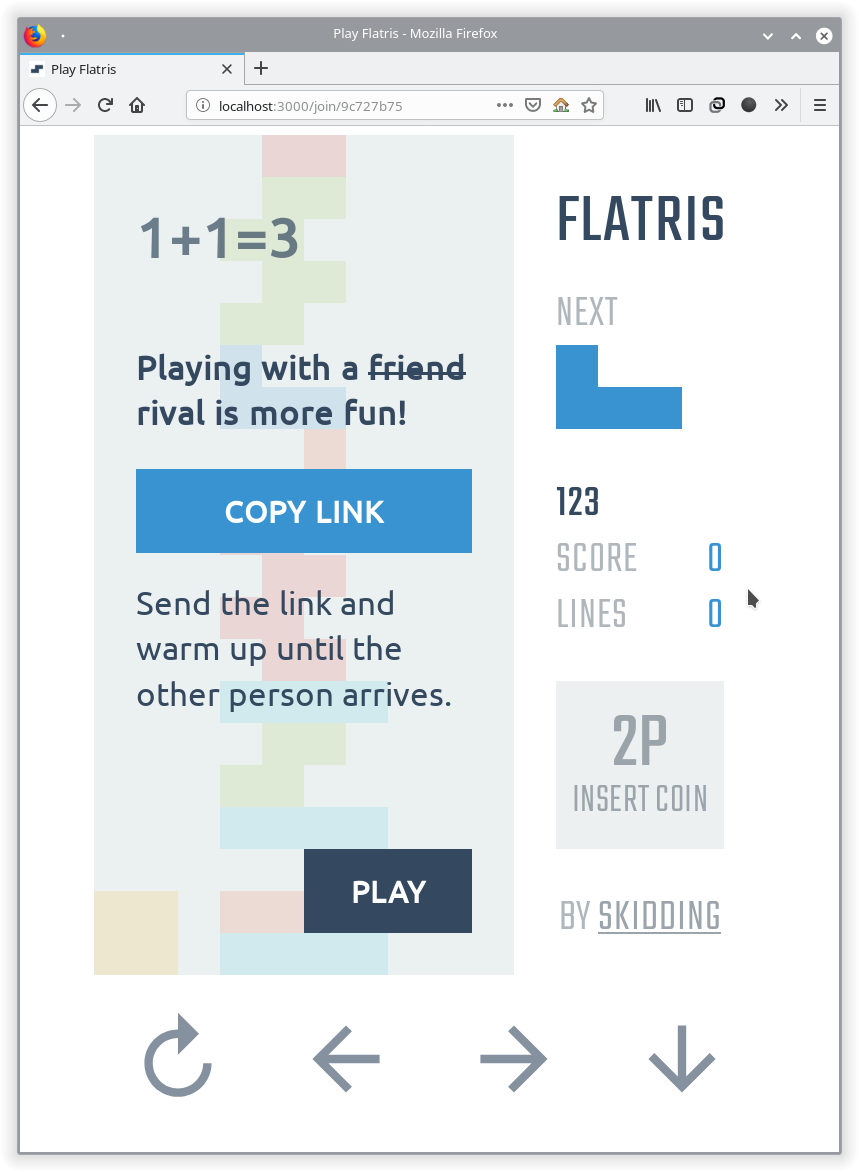 Play Flatris - Mozilla Firefox
Play Flatris
localhost:3000/join/9c727b75
1+1=3
Playing with a friend
rival is more fun!
COPY LINK
Send the link and
warm up until the
other person arrives.
PLAY
FLATRIS
NEXT
123
SCORE 0
LINES 0
2P
INSERT COIN
BY SKIDDING